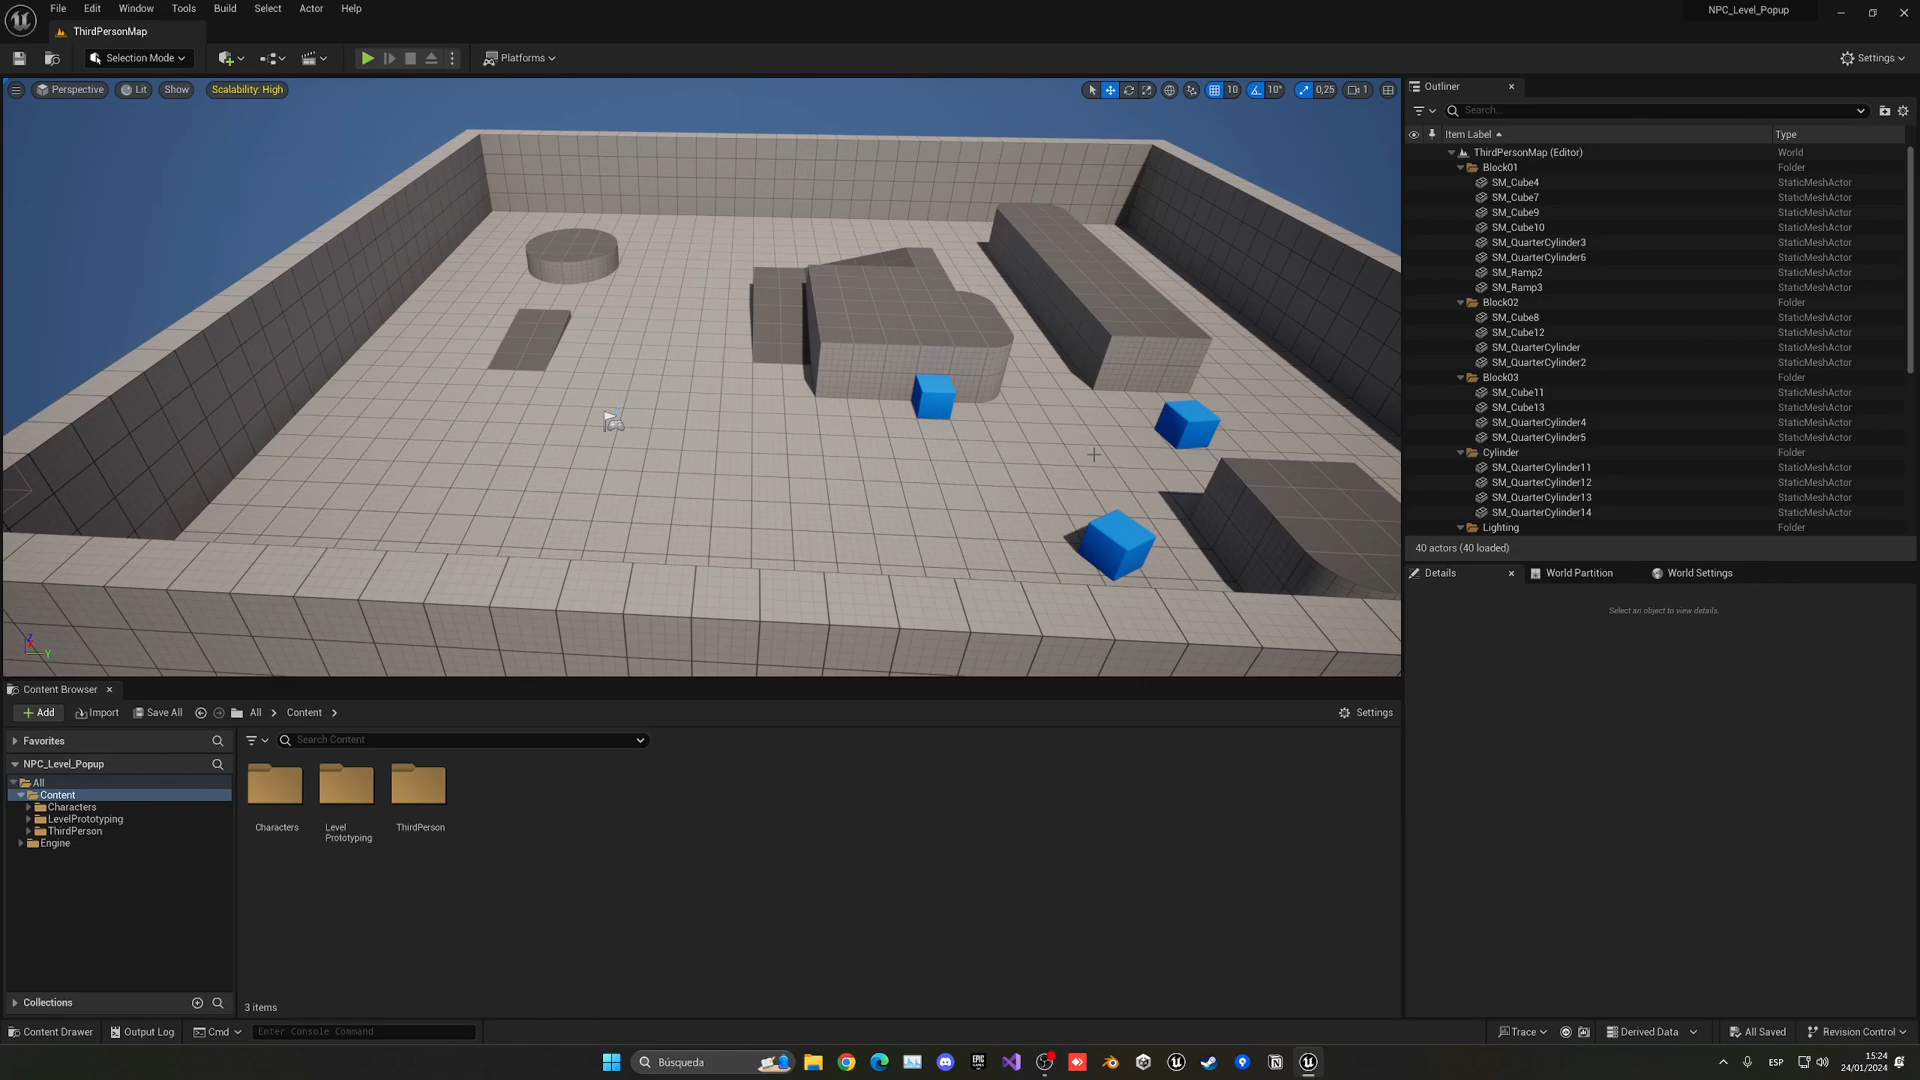 File Edit Window Tools Build Select Actor Help
NPC_Level_Popup
ThirdPersonMap
Selection Mode
Platforms
Settings
Perspective Lit Show Scalability: High
10 10° 0,25 1
Outliner
Search...
Item Label Type
ThirdPersonMap (Editor) World
Block01 Folder
SM_Cube4 StaticMeshActor
SM_Cube7 StaticMeshActor
SM_Cube9 StaticMeshActor
SM_Cube10 StaticMeshActor
SM_QuarterCylinder3 StaticMeshActor
SM_QuarterCylinder6 StaticMeshActor
SM_Ramp2 StaticMeshActor
SM_Ramp3 StaticMeshActor
Block02 Folder
SM_Cube8 StaticMeshActor
SM_Cube12 StaticMeshActor
SM_QuarterCylinder StaticMeshActor
SM_QuarterCylinder2 StaticMeshActor
Block03 Folder
SM_Cube11 StaticMeshActor
SM_Cube13 StaticMeshActor
SM_QuarterCylinder4 StaticMeshActor
SM_QuarterCylinder5 StaticMeshActor
Cylinder Folder
SM_QuarterCylinder11 StaticMeshActor
SM_QuarterCylinder12 StaticMeshActor
SM_QuarterCylinder13 StaticMeshActor
SM_QuarterCylinder14 StaticMeshActor
Lighting Folder
40 actors (40 loaded)
Details World Partition World Settings
Select an object to view details.
Z
X
Y
Content Browser
Add Import Save All All Content Settings
Favorites
Search Content
NPC_Level_Popup
All
Content
Characters
LevelPrototyping
ThirdPerson
Engine
Characters
Level
Prototyping
ThirdPerson
Collections
3 items
Content Drawer Output Log Cmd Enter Console Command
Trace Derived Data All Saved Revision Control
Búsqueda
EPIC
GAMES
ESP
15:24
24/01/2024